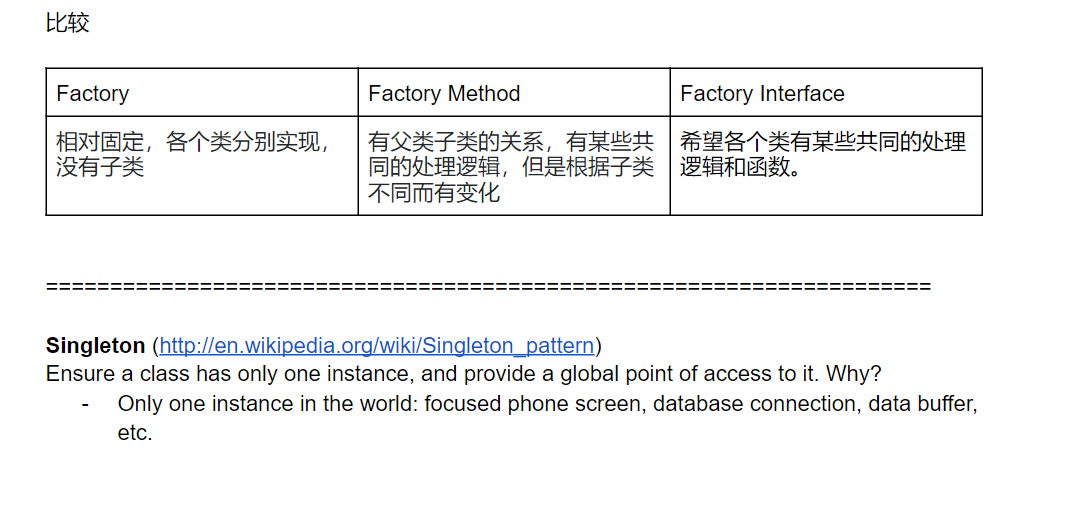 比较
Factory
Factory Method
Factory Interface
相对固定，各个类分别实现，
没有子类
有父类子类的关系，有某些共
同的处理逻辑，但是根据子类
不同而有变化
希望各个类有某些共同的处理
逻辑和函数。
=====================================================================
Singleton (http://en.wikipedia.org/wiki/Singleton_pattern)
Ensure a class has only one instance, and provide a global point of access to it. Why?
- Only one instance in the world: focused phone screen, database connection, data buffer,
etc.